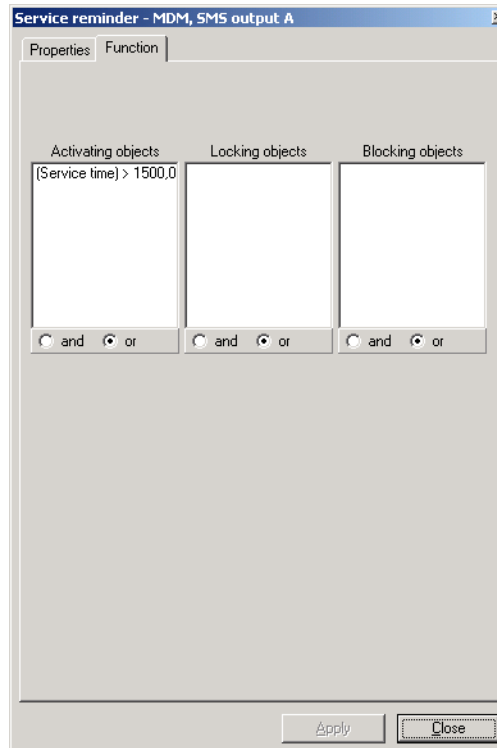 Service reminder - MDM, SMS output A
Properties Function
Activating objects Locking objects Blocking objects
(Service time) > 1500,0
and or and or and or
Apply Close